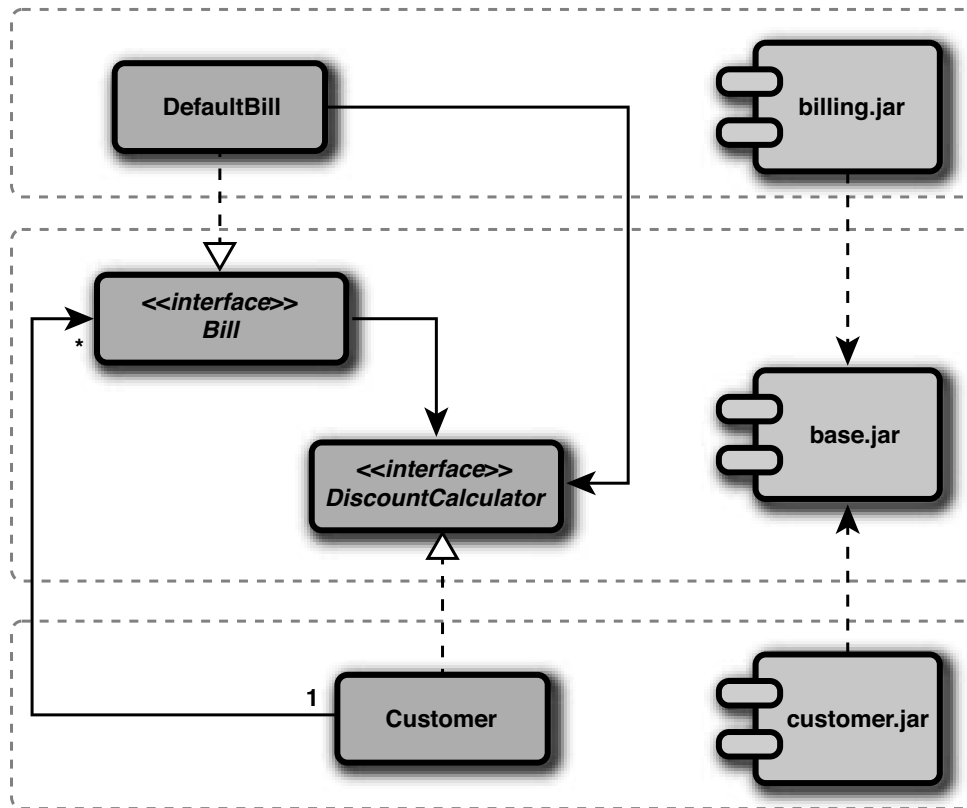 DefaultBill
billing.jar
<<interface>>
Bill
*
base.jar
<<interface>>
DiscountCalculator
1
Customer
customer.jar